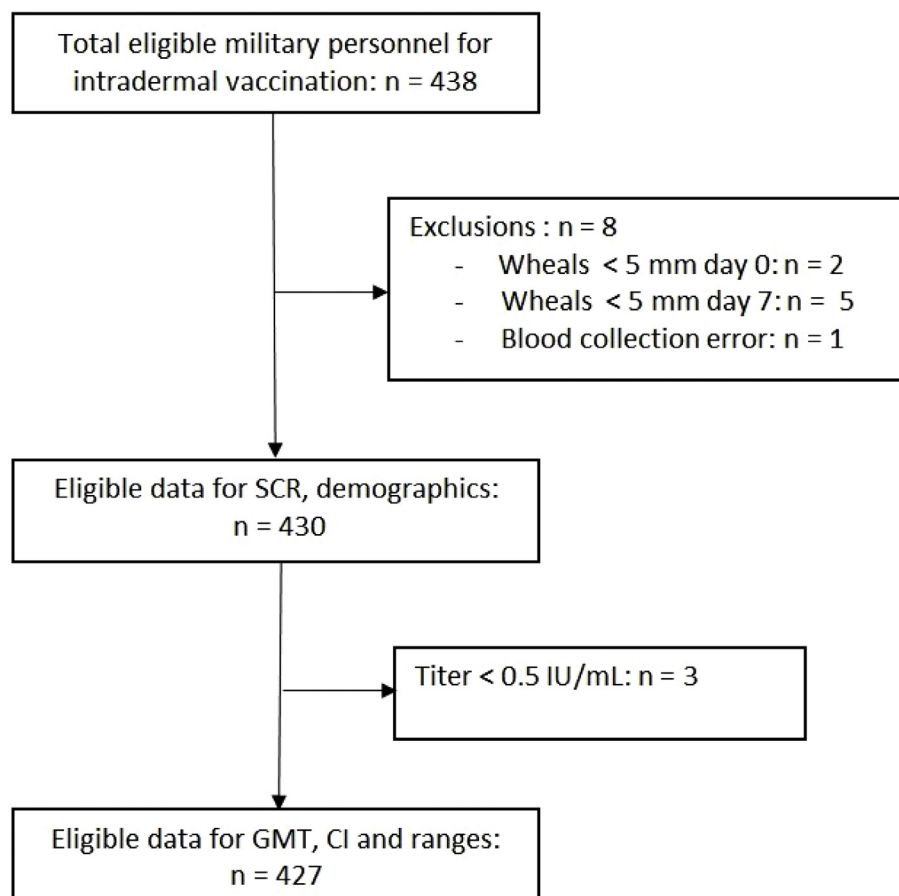 Total eligible military personnel for
intradermal vaccination: n = 438
Exclusions : n = 8
- Wheals < 5 mm day 0: n = 2
- Wheals < 5 mm day 7: n = 5
- Blood collection error: n = 1
Eligible data for SCR, demographics:
n = 430
Titer < 0.5 IU/mL: n = 3
Eligible data for GMT, CI and ranges:
n = 427